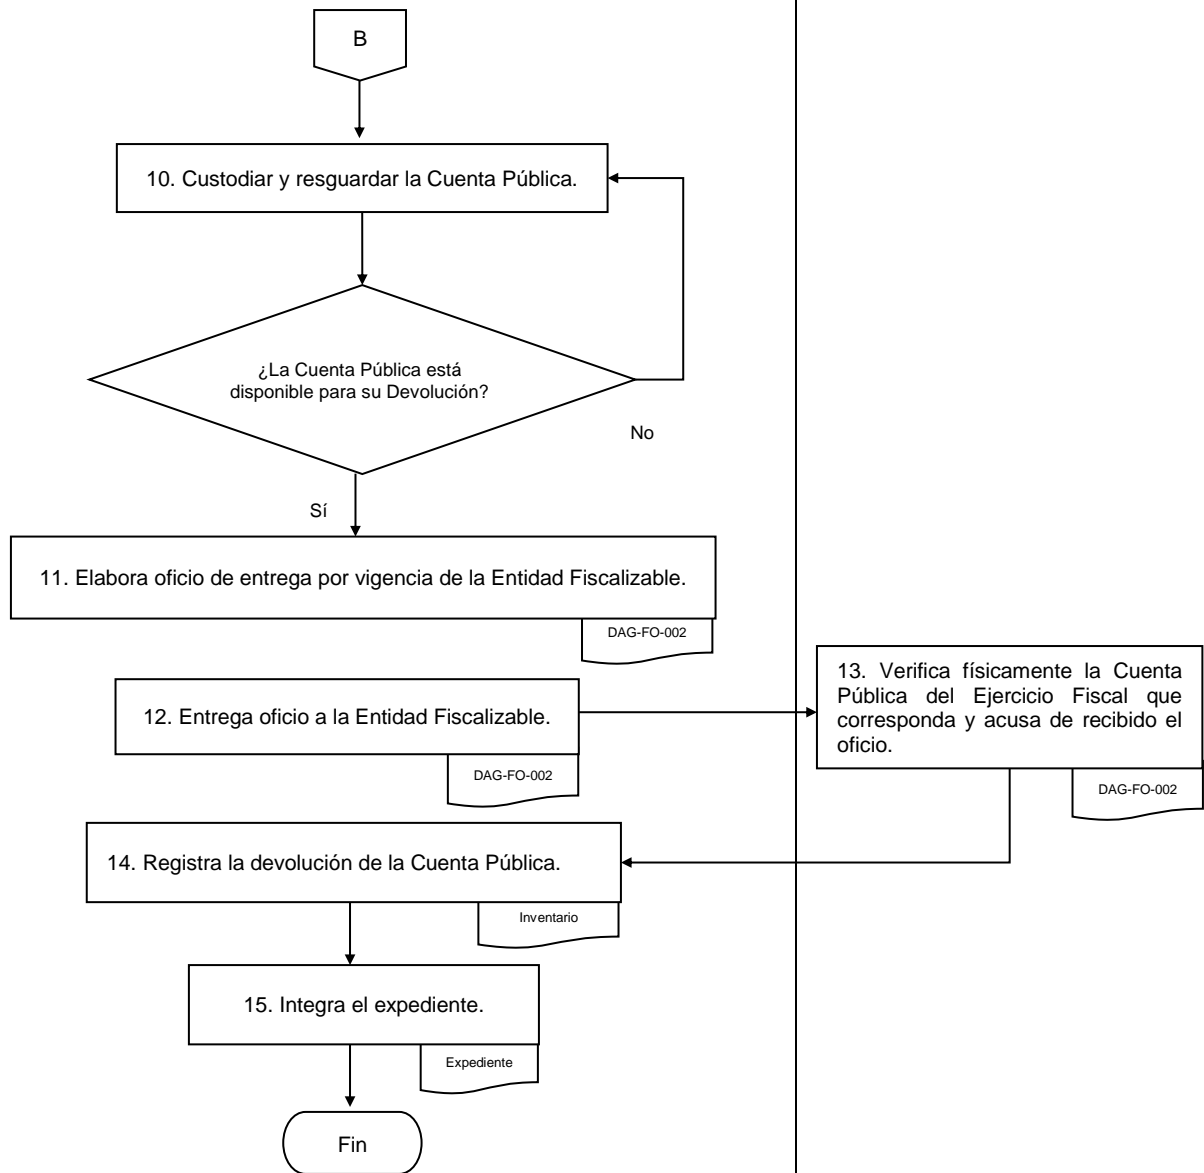 B
10. Custodiar y resguardar la Cuenta Pública.
¿La Cuenta Pública está
disponible para su Devolución?
No
Sí
11. Elabora oficio de entrega por vigencia de la Entidad Fiscalizable.
DAG-FO-002
12. Entrega oficio a la Entidad Fiscalizable.
DAG-FO-002
13. Verifica físicamente la Cuenta
Pública del Ejercicio Fiscal que
corresponda y acusa de recibido el
oficio.
DAG-FO-002
14. Registra la devolución de la Cuenta Pública.
Inventario
15. Integra el expediente.
Expediente
Fin